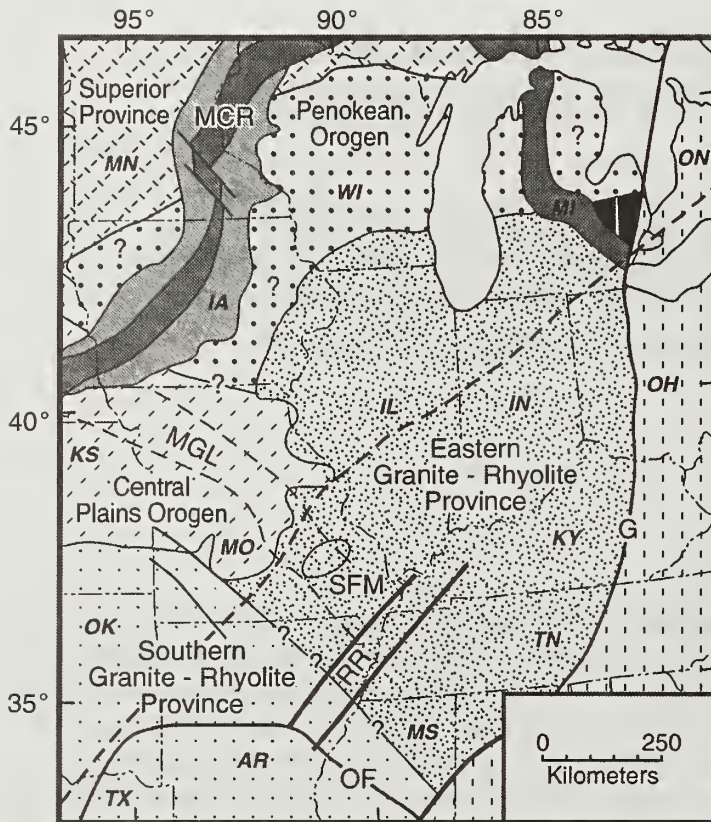 95°
90°
85°
45°
40°
35°
Superior
Province
MN
MCR
Penokean
Orogen
WI
?
ON
MI
?
?
IA
?
OH
IL
IN
MGL
KS
Eastern
Granite - Rhyolite
Province
Central
Plains Orogen
MO
KY
G
SFM
OK
?
?
RR
TN
Southern
Granite - Rhyolite
Province
MS
?
AR
OF
TX
0 250
Kilometers